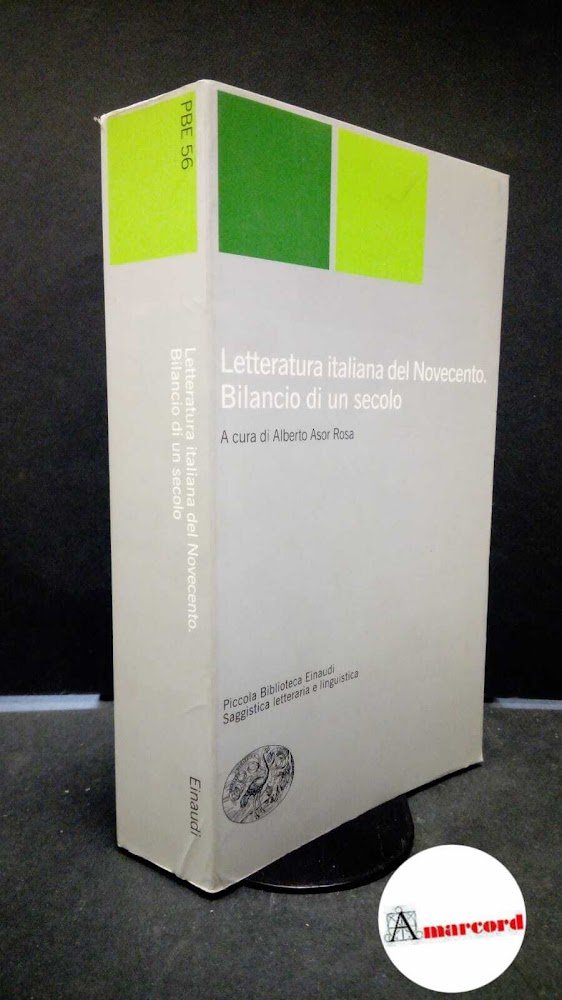 PBE 56
Letteratura italiana del Novecento.
Bilancio di un secolo
Einaudi
Letteratura italiana del Novecento.
Bilancio di un secolo
A cura di Alberto Asor Rosa
Piccola Biblioteca Einaudi
Saggistica letteraria e linguistica
Amarcord